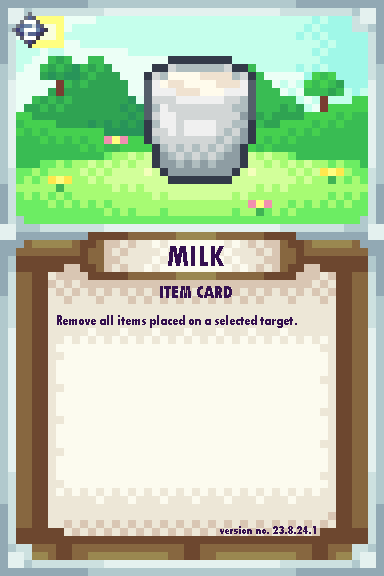 MILK
ITEM CARD
Remove all items placed on a selected target.
version no. 23.8.24.1